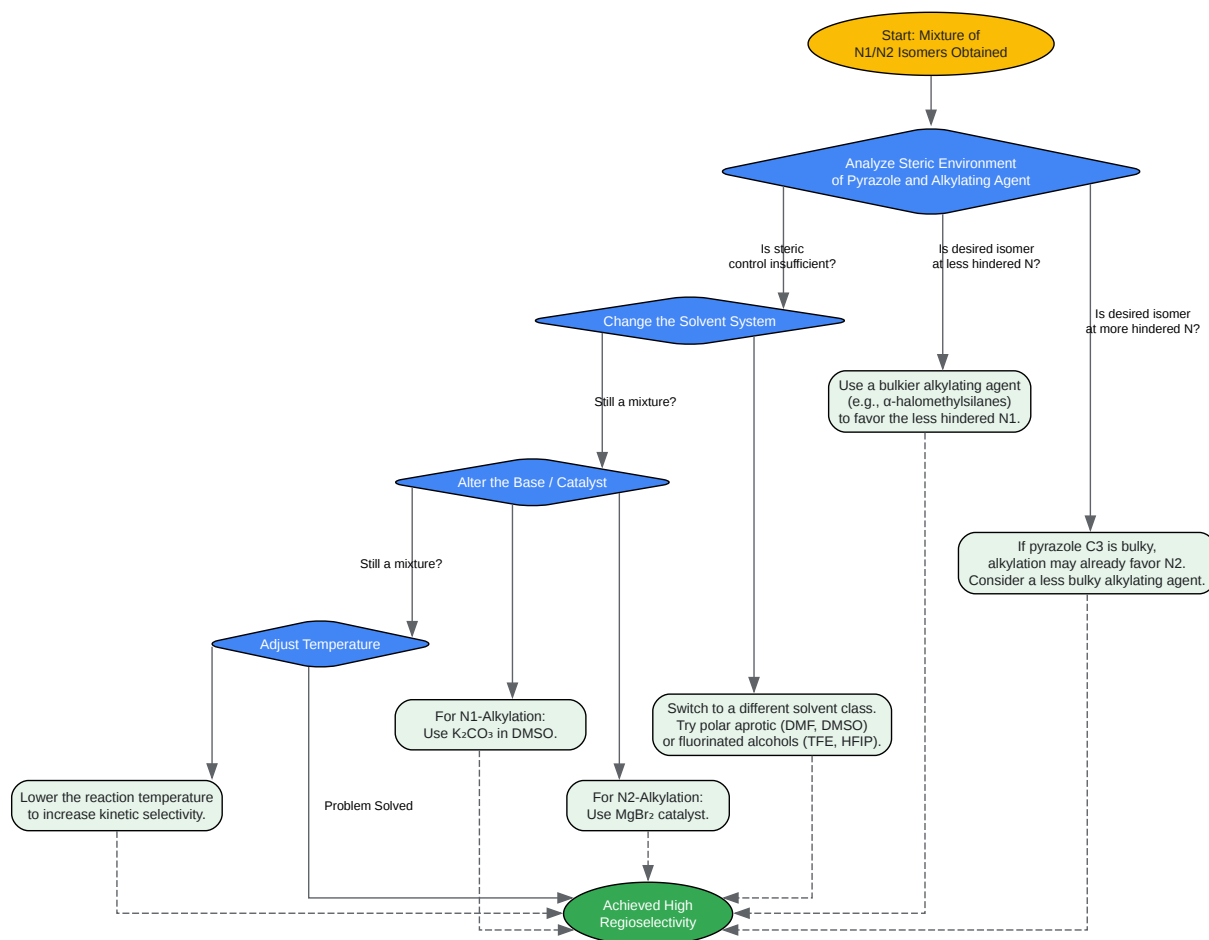 Start: Mixture of
N1/N2 Isomers Obtained
Analyze Steric Environment
of Pyrazole and Alkylating Agent
Is steric
control insufficient?
Is desired isomer
at less hindered N?
Is desired isomer
at more hindered N?
Change the Solvent System
Use a bulkier alkylating agent
(e.g., α-halomethylsilanes)
to favor the less hindered N1.
Still a mixture?
Alter the Base / Catalyst
If pyrazole C3 is bulky,
alkylation may already favor N2.
Consider a less bulky alkylating agent.
Still a mixture?
Adjust Temperature
For N1-Alkylation:
Use K₂CO₃ in DMSO.
Switch to a different solvent class.
Try polar aprotic (DMF, DMSO)
or fluorinated alcohols (TFE, HFIP).
Lower the reaction temperature
to increase kinetic selectivity.
Problem Solved
For N2-Alkylation:
Use MgBr₂ catalyst.
Achieved High
Regioselectivity